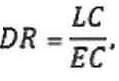 DR = LC / EC,